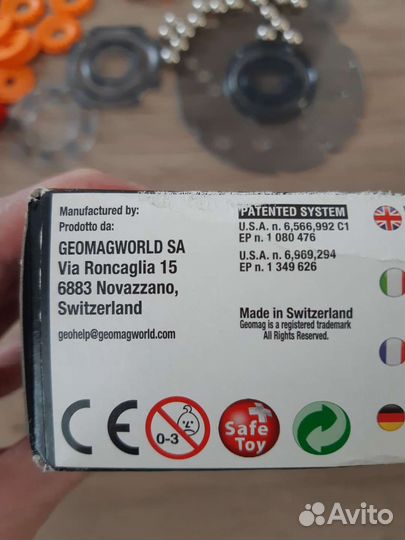 Manufactured by:
Prodotto da:
GEOMAGWORLD SA
Via Roncaglia 15
6883 Novazzano,
Switzerland
geohelp@geomagworld.com
PATENTED SYSTEM
U.S.A. n. 6,566,992 C1
EP n. 1 080 476
U.S.A. n. 6,969,294
EP n. 1 349 626
Made in Switzerland
Geomag is a registered trademark
All Rights Reserved.
CE
0-3
Safe
Toy
Avito